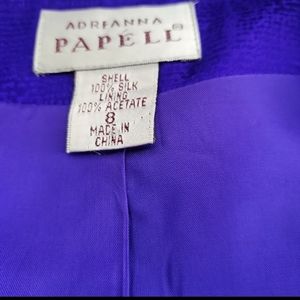 ADRIANNA
PAPELL®
SHELL
100% SILK
LINING
100% ACETATE
8
MADE IN
CHINA